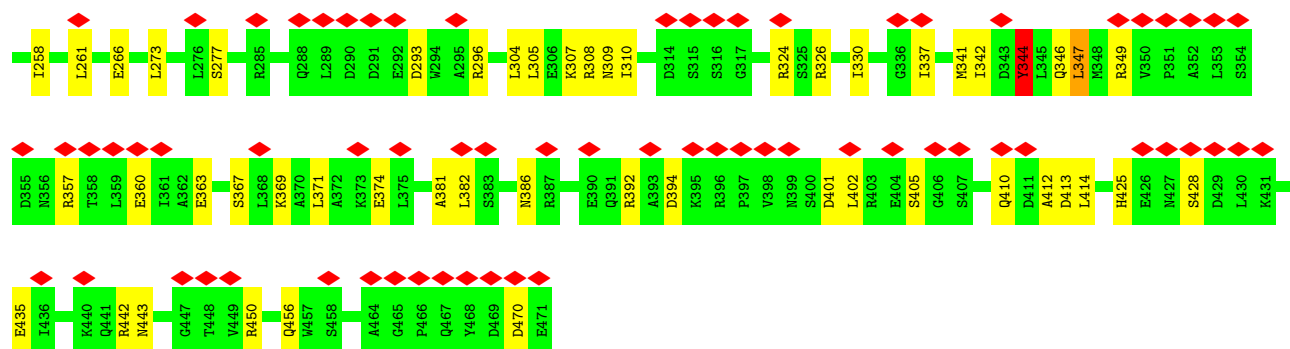 I258 L261 E266 L273 L276 S277 R285 Q288 L289 D290 D291 E292 D293 W294 A295 R296 L304 L305 E306 K307 R308 N309 I310 D314 S315 S316 G317 R324 S325 R326 I330 G336 I337 M341 I342 D343 Y344 L345 Q346 L347 M348 R349 V350 P351 A352 L353 S354
D355 N356 R357 T358 L359 E360 I361 A362 E363 S367 L368 K369 A370 L371 A372 K373 E374 L375 A381 L382 S383 N386 R387 E390 Q391 R392 A393 D394 K395 R396 P397 V398 N399 S400 D401 L402 R403 E404 S405 G406 S407 Q410 D411 A412 D413 L414 H425 E426 N427 S428 D429 L430 K431
E435 I436 K440 Q441 R442 N443 G447 T448 V449 R450 Q456 W457 S458 A464 G465 P466 Q467 Y468 D469 D470 E471